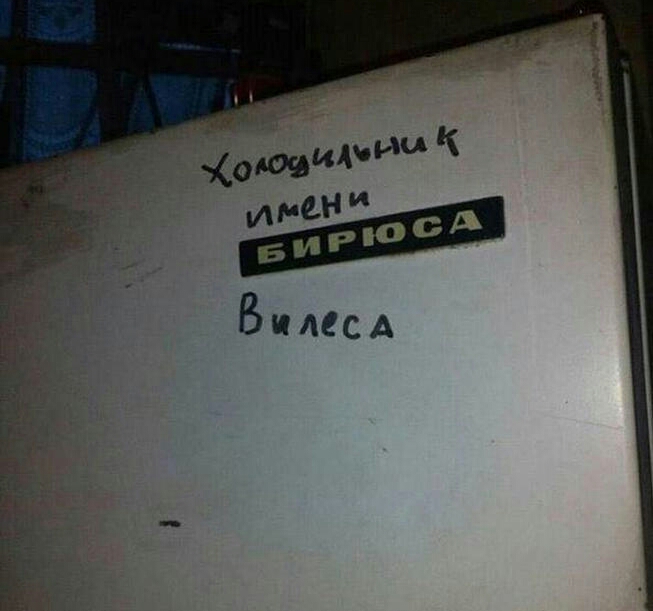 Холодильник
имени
БИРЮСА
Вилеса